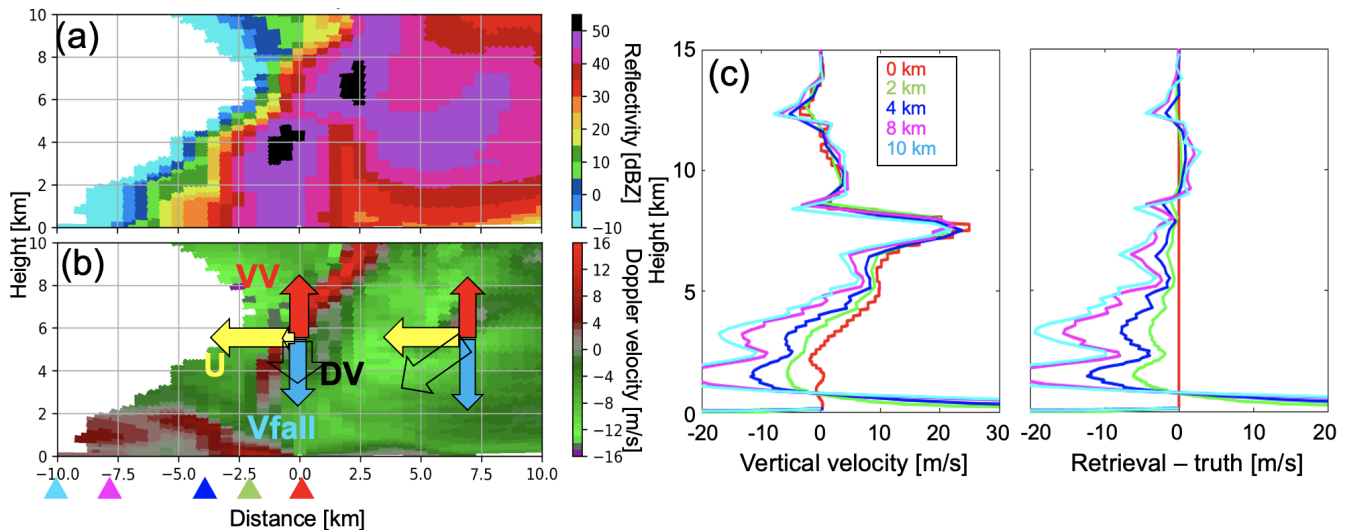 (a)
10
8
6
4
2
0
50
40
30
20
10
0
−10
Reflectivity [dBZ]
Height [km]
(b)
10
8
6
4
2
0
VV
U
DV
Vfall
16
12
8
4
0
−4
−8
−12
−16
Doppler velocity [m/s]
−10.0 −7.5 −5.0 −2.5 0.0 2.5 5.0 7.5 10.0
Distance [km]
(c)
15
10
5
0
0 km
2 km
4 km
8 km
10 km
-20 -10 0 10 20 30
Vertical velocity [m/s]
Height [km]
-20 -10 0 10 20
Retrieval – truth [m/s]